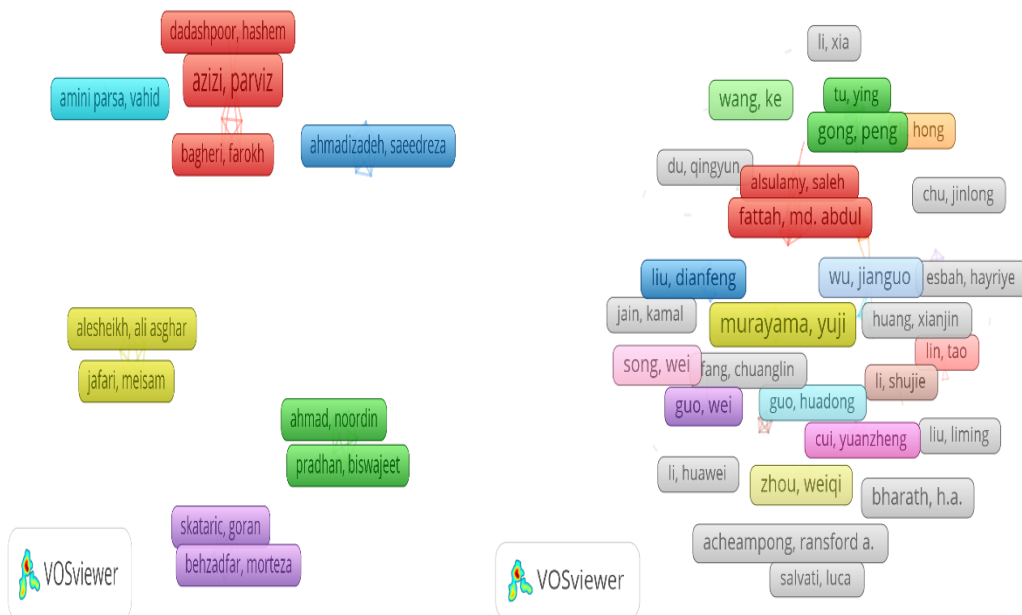 dadashpoor, hashem
azizi, parviz
amini parsa, vahid
bagheri, farokh
ahmadizadeh, saeedreza
alesheikh, ali asghar
jafari, meisam
ahmad, noordin
pradhan, biswajeet
skataric, goran
behzadfar, morteza
VOSviewer
li, xia
wang, ke
tu, ying
gong, peng
hong
du, qingyun
alsulamy, saleh
chu, jinlong
fattah, md. abdul
liu, dianfeng
wu, jianguo
esbah, hayriye
jain, kamal
murayama, yuji
huang, xianjin
lin, tao
song, wei
fang, chuanglin
li, shujie
guo, wei
guo, huadong
cui, yuanzheng
liu, liming
li, huawei
zhou, weiqi
bharath, h.a.
acheampong, ransford a.
salvati, luca
VOSviewer